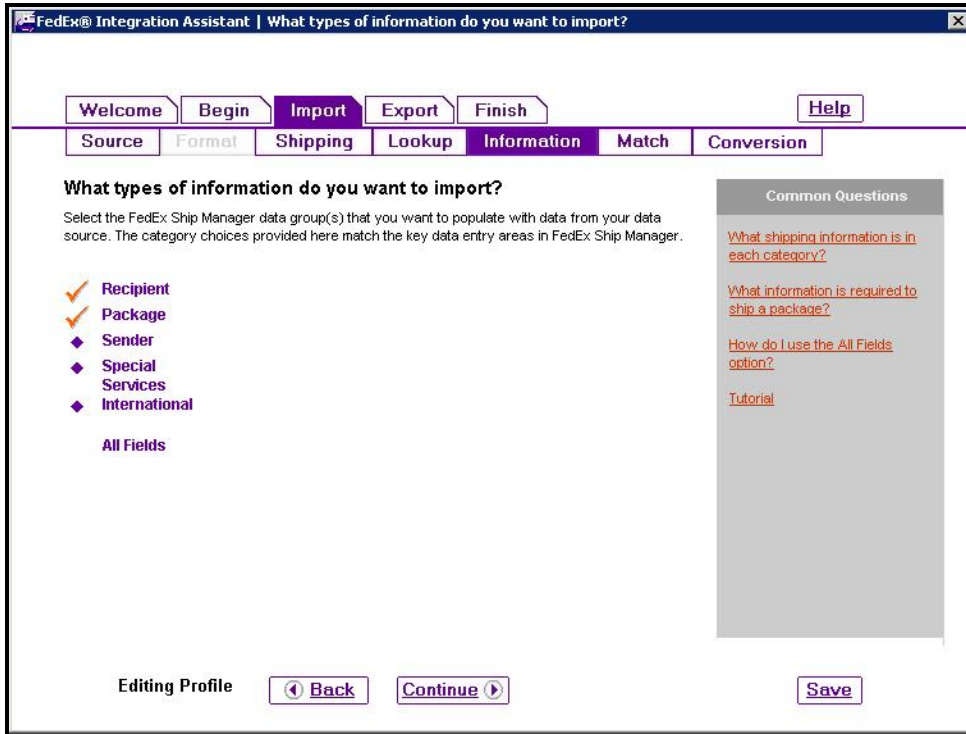 FedEx® Integration Assistant | What types of information do you want to import?
Welcome Begin Import Export Finish Help
Source Format Shipping Lookup Information Match Conversion
What types of information do you want to import?
Select the FedEx Ship Manager data group(s) that you want to populate with data from your data
source. The category choices provided here match the key data entry areas in FedEx Ship Manager.
Recipient
Package
Sender
Special
Services
International
All Fields
Common Questions
What shipping information is in
each category?
What information is required to
ship a package?
How do I use the All Fields
option?
Tutorial
Editing Profile Back Continue Save